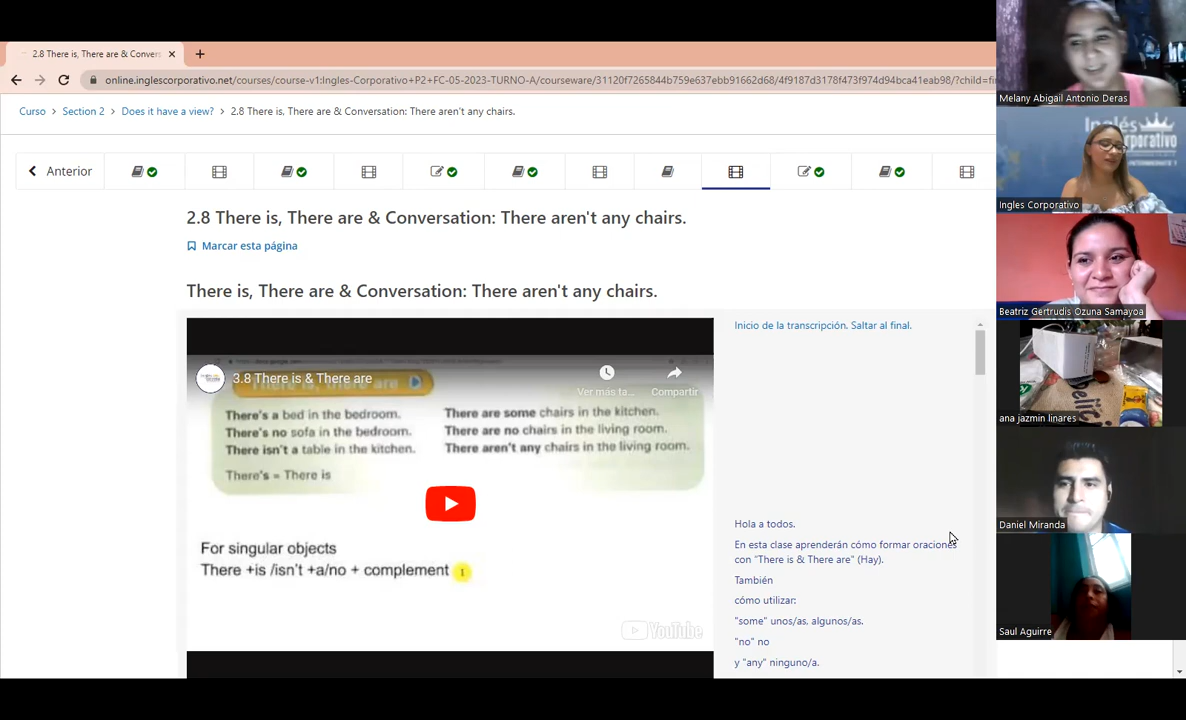 2.8 There is, There are & Convers
online.inglescorporativo.net/courses/course-v1:Ingles-Corporativo+P2+FC-05-2023-TURNO-A/courseware/31120f7265844b759e637ebb91662d68/4f9187d3178f473f974d94bca41eab98/?child=fi
Curso > Section 2 > Does it have a view? > 2.8 There is, There are & Conversation: There aren't any chairs.
Anterior
2.8 There is, There are & Conversation: There aren't any chairs.
Marcar esta página
There is, There are & Conversation: There aren't any chairs.
3.8 There is & There are
Ver más ta...
Compartir
There's a bed in the bedroom.
There's no sofa in the bedroom.
There isn't a table in the kitchen.
There's = There is
There are some chairs in the kitchen.
There are no chairs in the living room.
There aren't any chairs in the living room.
For singular objects
There +is /isn't +a/no + complement
YouTube
Inicio de la transcripción. Saltar al final.
Hola a todos.
En esta clase aprenderán cómo formar oraciones
con "There is & There are" (Hay).
También
cómo utilizar:
"some" unos/as. algunos/as.
"no" no
y "any" ninguno/a.
Melany Abigail Antonio Deras
Inglés
Corporativo
Ingles Corporativo
Beatriz Gertrudis Ozuna Samayoa
ana jazmin linares
Daniel Miranda
Saul Aguirre